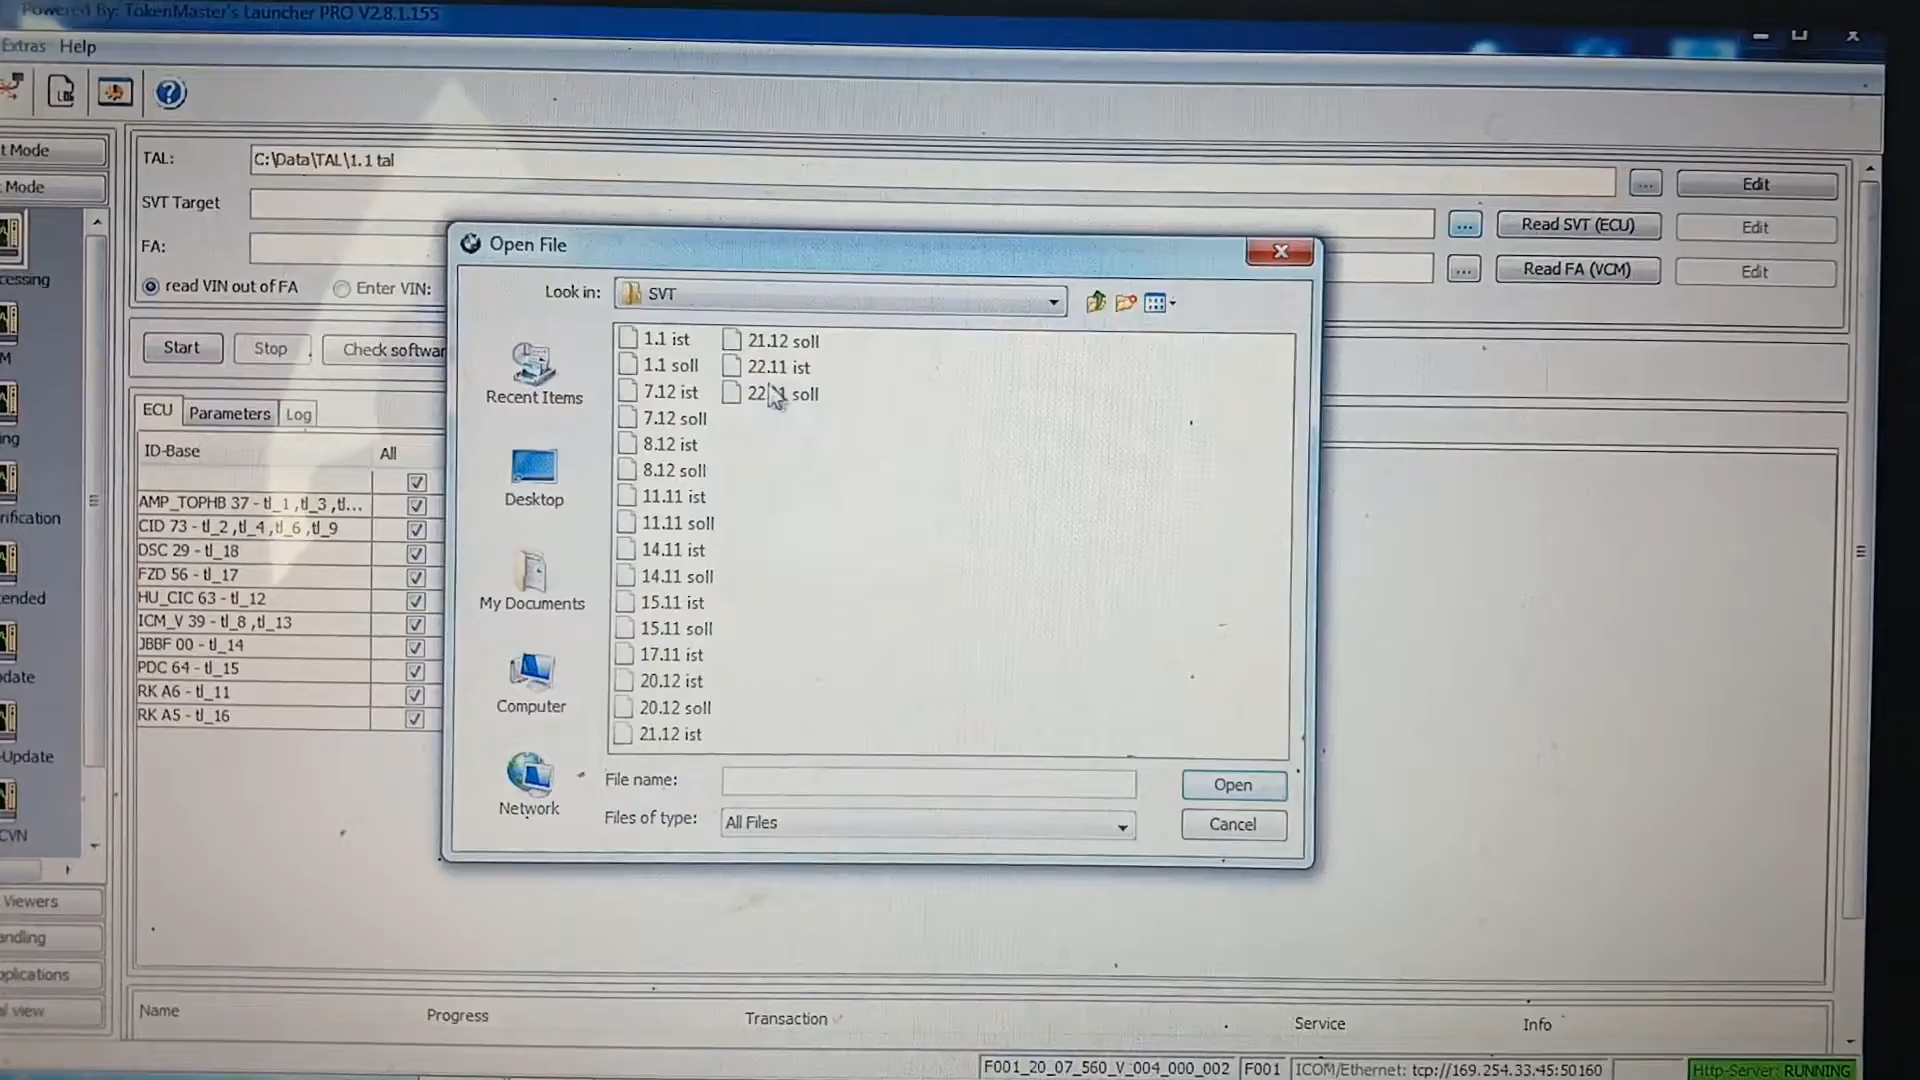 Powered By: TokenMaster's Launcher PRO V2.8.1.155
Extras Help
t Mode
Mode
TAL: C:\Data\TAL\1.1 tal ... Edit
SVT Target ... Read SVT (ECU) Edit
FA: ... Read FA (VCM) Edit
read VIN out of FA Enter VIN:
Start Stop Check softwar
ECU Parameters Log
ID-Base All
AMP_TOPHB 37 - tl_1 ,tl_3 ,tl...
CID 73 - tl_2 ,tl_4 ,tl_6 ,tl_9
DSC 29 - tl_18
FZD 56 - tl_17
HU_CIC 63 - tl_12
ICM_V 39 - tl_8 ,tl_13
JBBF 00 - tl_14
PDC 64 - tl_15
RK A6 - tl_11
RK A5 - tl_16
Open File
Look in: SVT
Recent Items
Desktop
My Documents
Computer
Network
1.1 ist
1.1 soll
7.12 ist
7.12 soll
8.12 ist
8.12 soll
11.11 ist
11.11 soll
14.11 ist
14.11 soll
15.11 ist
15.11 soll
17.11 ist
20.12 ist
20.12 soll
21.12 ist
21.12 soll
22.11 ist
22.11 soll
File name: Open
Files of type: All Files Cancel
cessing
M
ng
rification
ended
date
-Update
CVN
Viewers
andling
pplications
al view
Name Progress Transaction Service Info
F001_20_07_560_V_004_000_002 F001 ICOM/Ethernet: tcp://169.254.33.45:50160 Http-Server: RUNNING